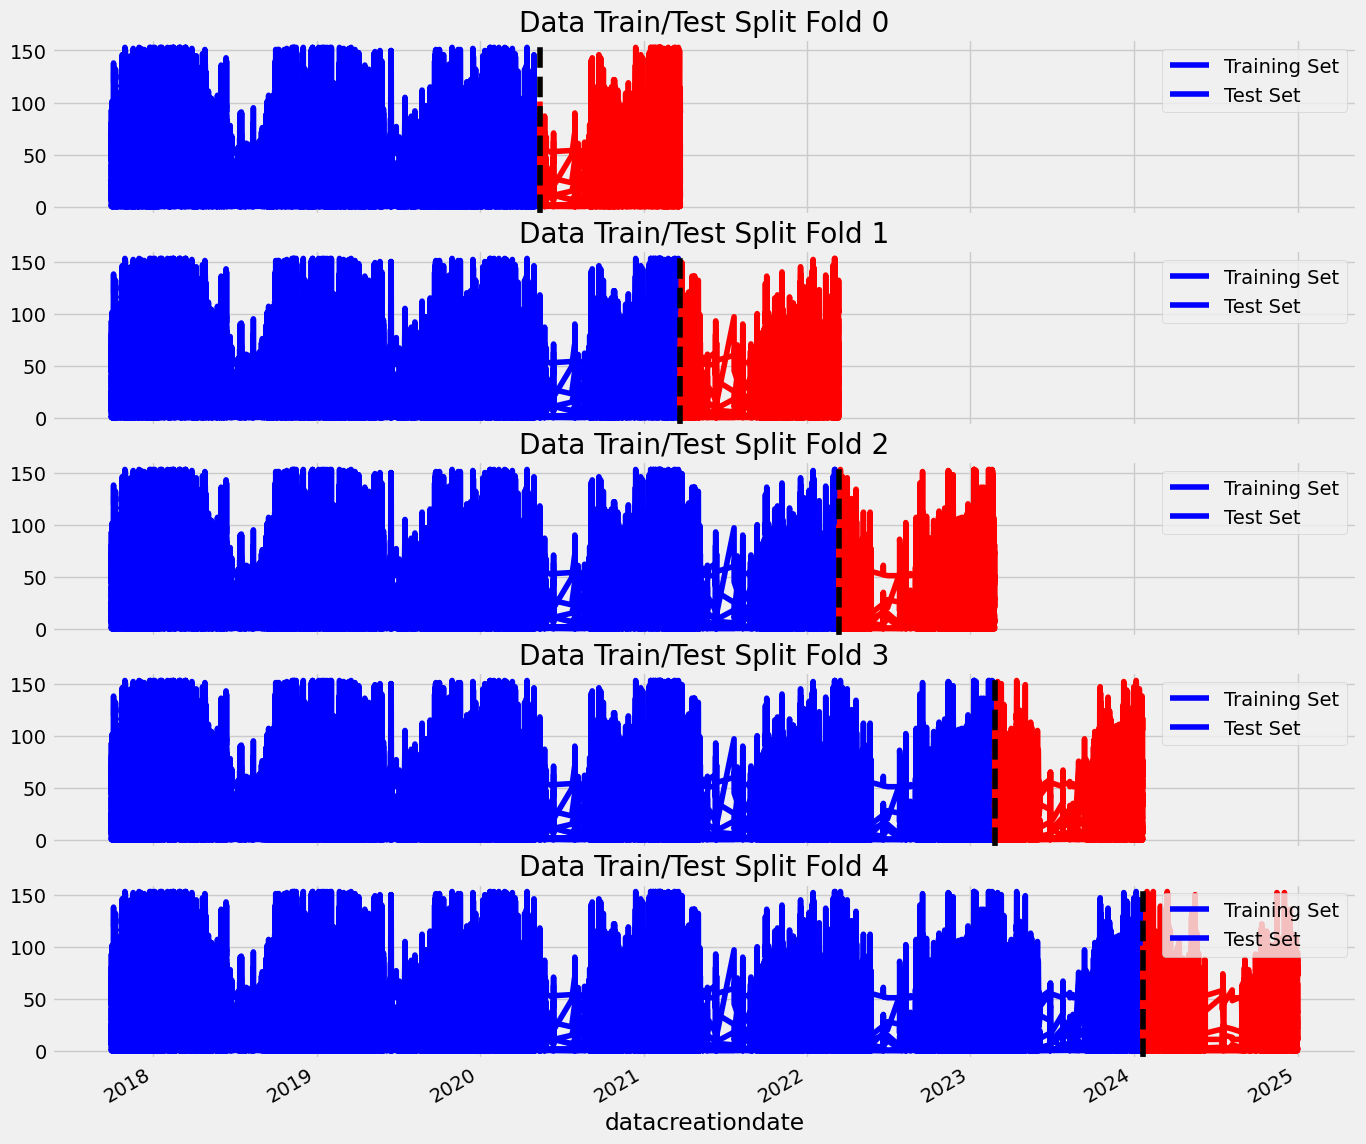 Data Train/Test Split Fold 0
150
100
50
0
Training Set
Test Set
Data Train/Test Split Fold 1
150
100
50
0
Training Set
Test Set
Data Train/Test Split Fold 2
150
100
50
0
Training Set
Test Set
Data Train/Test Split Fold 3
150
100
50
0
Training Set
Test Set
Data Train/Test Split Fold 4
150
100
50
0
Training Set
Test Set
2018 2019 2020 2021 2022 2023 2024 2025
datacreationdate